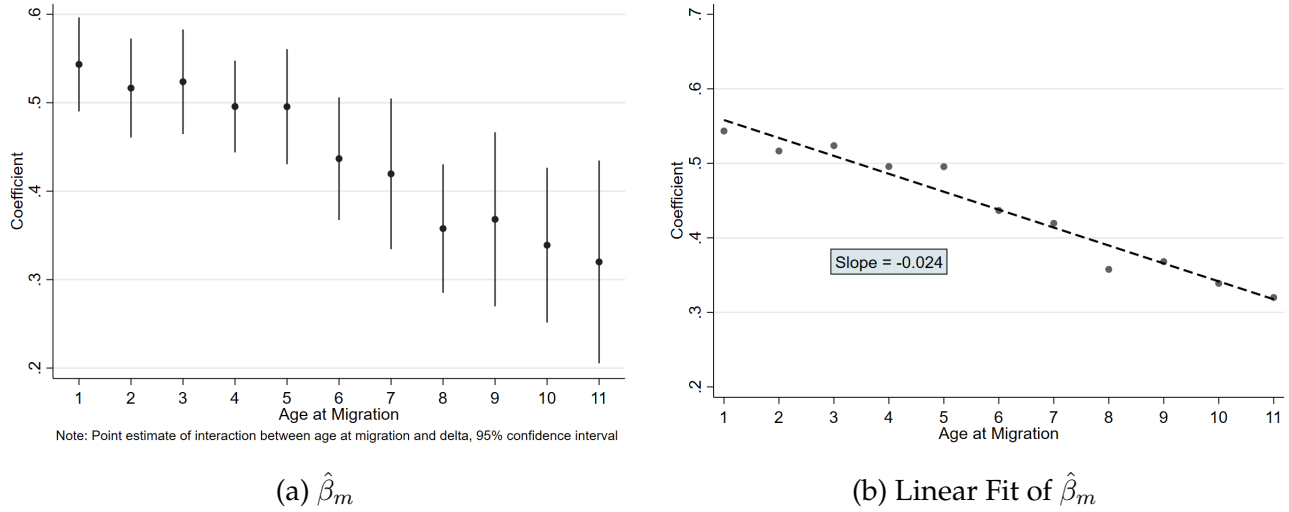 .6
.5
.4
.3
.2
Coefficient
1 2 3 4 5 6 7 8 9 10 11
Age at Migration
Note: Point estimate of interaction between age at migration and delta, 95% confidence interval
(a) β̂m
.7
.6
.5
.4
.3
.2
Coefficient
Slope = -0.024
1 2 3 4 5 6 7 8 9 10 11
Age at Migration
(b) Linear Fit of β̂m